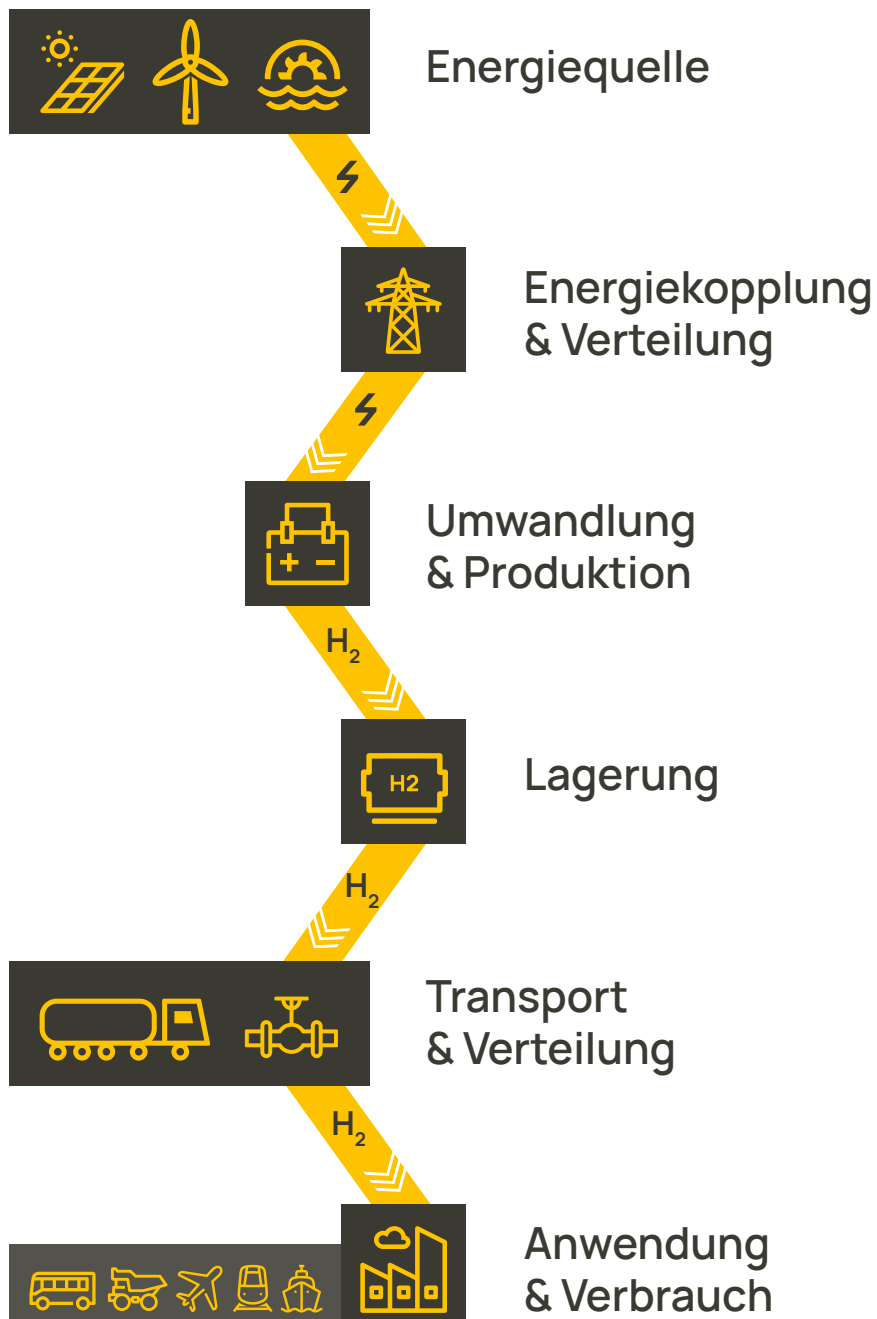 Energiequelle
Energiekopplung
& Verteilung
Umwandlung
& Produktion
H₂
H2
Lagerung
H₂
Transport
& Verteilung
H₂
Anwendung
& Verbrauch